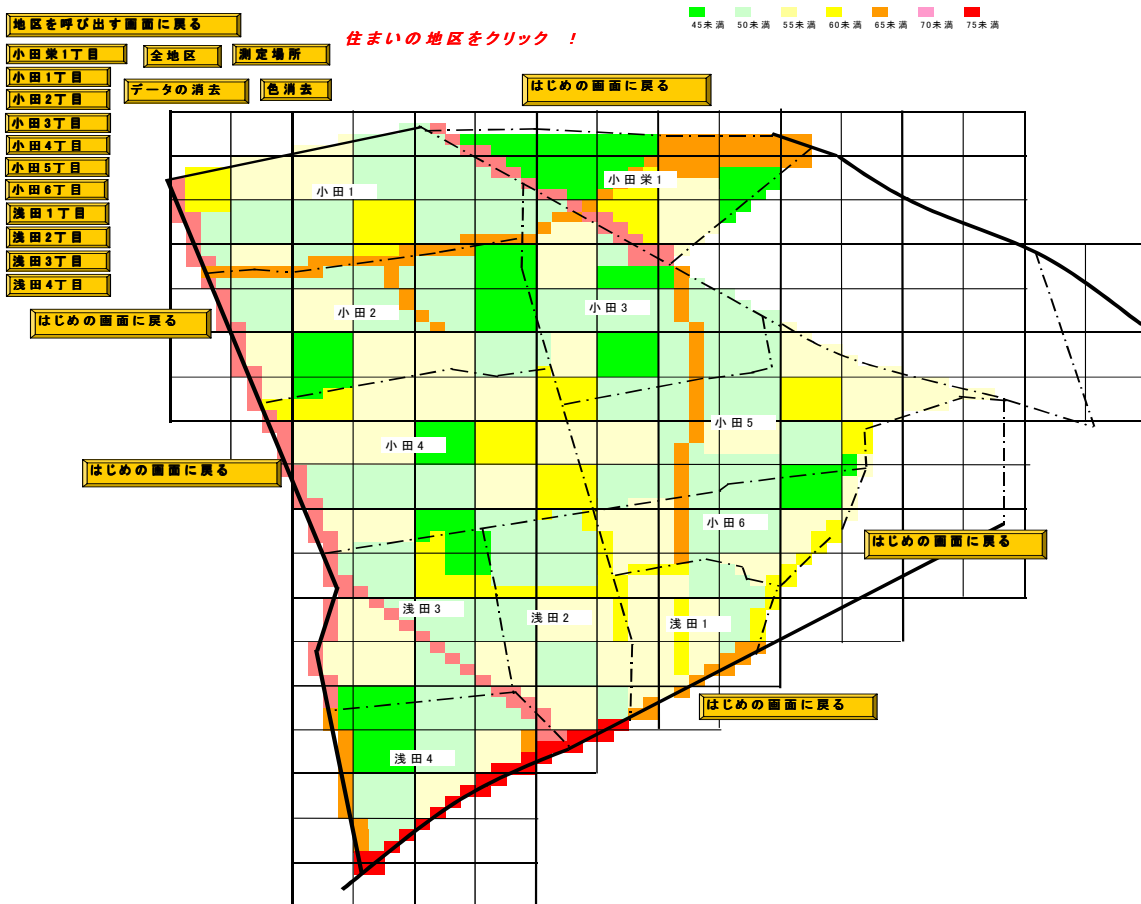 地区を呼び出す画面に戻る
45未満 50未満 55未満 60未満 65未満 70未満 75未満
住まいの地区をクリック !
小田栄1丁目 全地区 測定場所
小田1丁目
データの消去 色消去
はじめの画面に戻る
小田2丁目
小田3丁目
小田4丁目
小田5丁目
小田6丁目
浅田1丁目
浅田2丁目
浅田3丁目
浅田4丁目
小田栄1
小田1
小田3
小田2
はじめの画面に戻る
小田5
小田4
はじめの画面に戻る
小田6
はじめの画面に戻る
浅田3
浅田2
浅田1
はじめの画面に戻る
浅田4